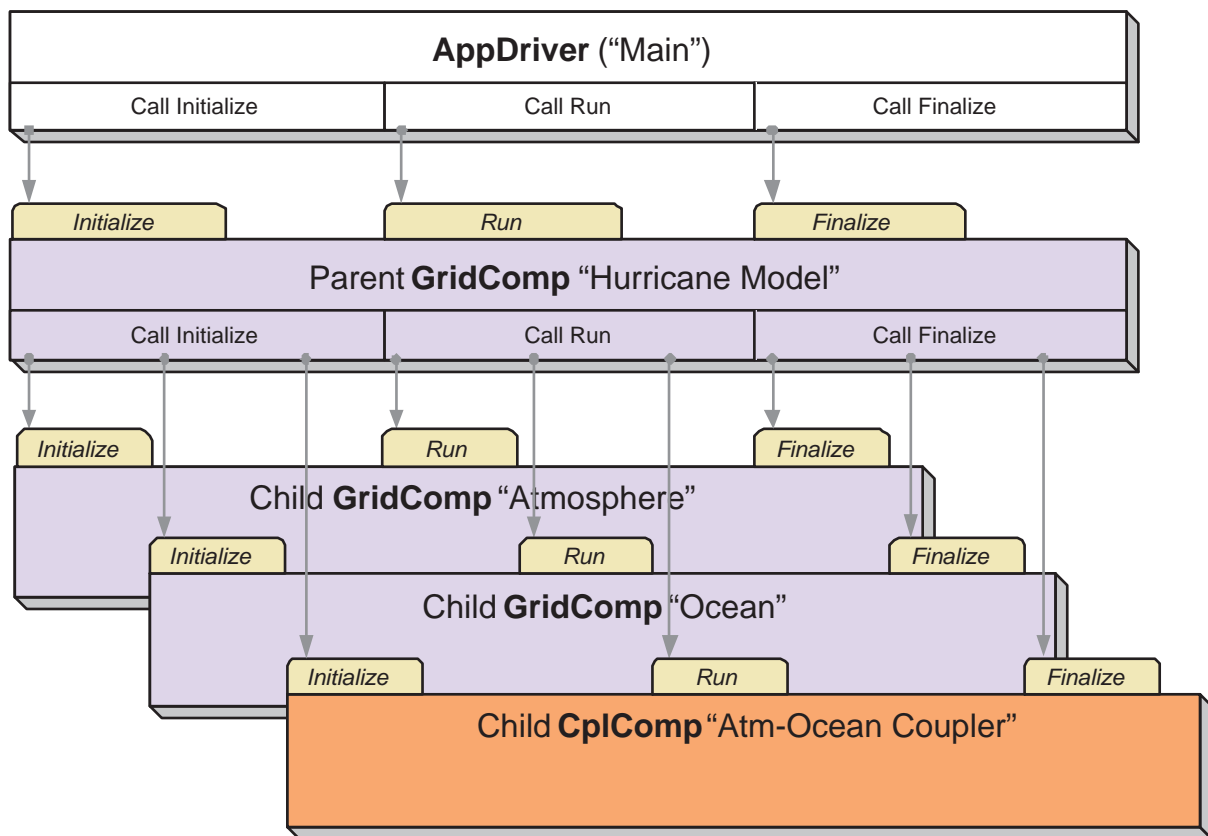 AppDriver (“Main”)
Call Initialize
Call Run
Call Finalize
Initialize
Run
Finalize
Parent GridComp “Hurricane Model”
Call Initialize
Call Run
Call Finalize
Initialize
Run
Finalize
Child GridComp “Atmosphere”
Initialize
Run
Finalize
Child GridComp “Ocean”
Initialize
Run
Finalize
Child CplComp “Atm-Ocean Coupler”